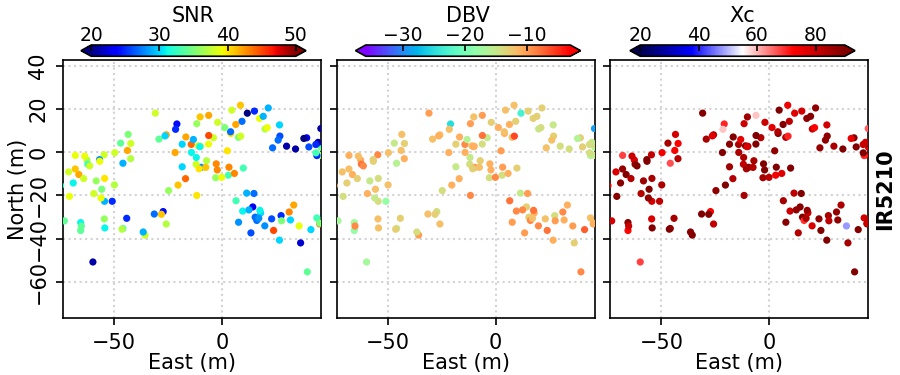 SNR
DBV
Xc
20 30 40 50
−30 −20 −10
20 40 60 80
40
20
0
−20
−40
−60
North (m)
−50 0
−50 0
−50 0
East (m)
East (m)
East (m)
IR5210